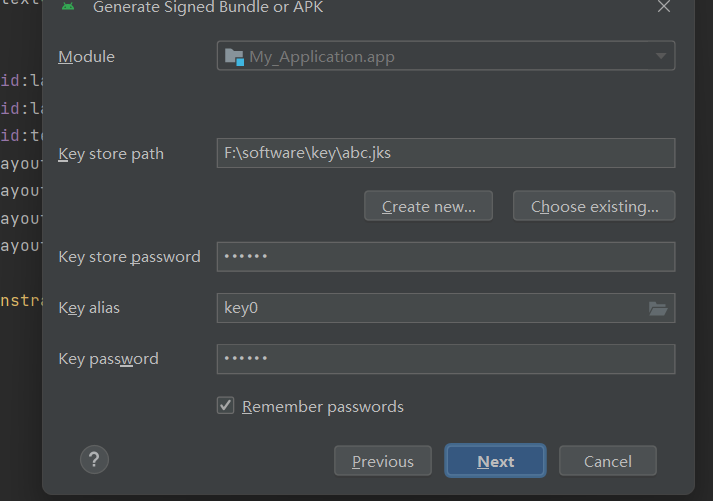 Generate Signed Bundle or APK
Module
My_Application.app
id:la
id:la
id:te
ayout
ayout
ayout
ayout
nstra
Key store path
F:\software\key\abc.jks
Create new...
Choose existing...
Key store password
••••••
Key alias
key0
Key password
••••••
Remember passwords
?
Previous
Next
Cancel